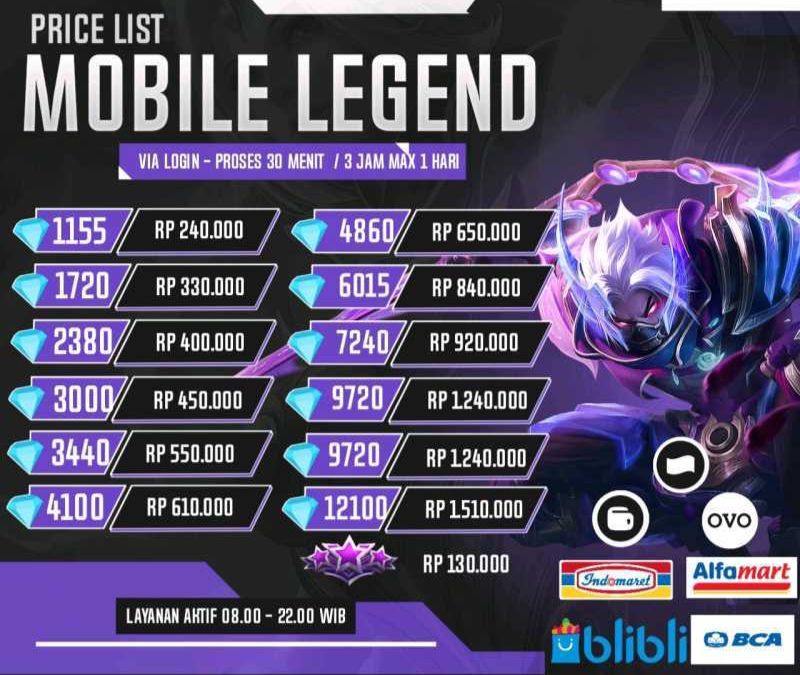 PRICE LIST
MOBILE LEGEND
VIA LOGIN - PROSES 30 MENIT / 3 JAM MAX 1 HARI
1155 RP 240.000
1720 RP 330.000
2380 RP 400.000
3000 RP 450.000
3440 RP 550.000
4100 RP 610.000
4860 RP 650.000
6015 RP 840.000
7240 RP 920.000
9720 RP 1.240.000
9720 RP 1.240.000
12100 RP 1.510.000
RP 130.000
LAYANAN AKTIF 08.00 - 22.00 WIB
OVO
Indomaret
Alfamart
blibli
BCA